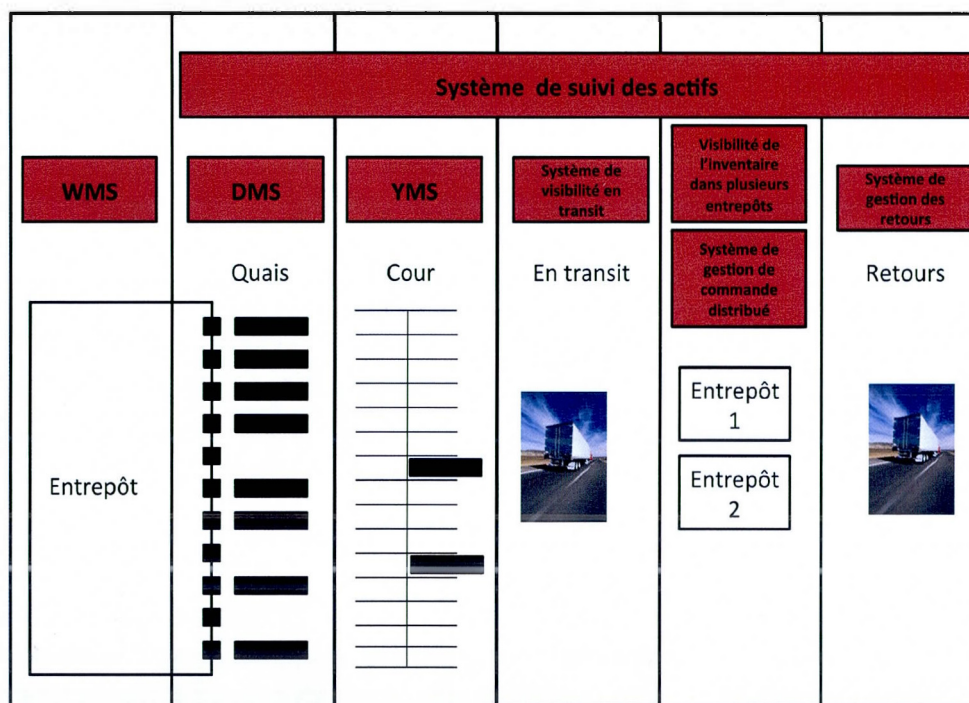 Système de suivi des actifs
WMS
DMS
YMS
Système de
visibilité en
transit
Visibilité de
l'inventaire
dans plusieurs
entrepôts
Système de
gestion des
retours
Quais
Cour
En transit
Système de
gestion de
commande
distribué
Retours
Entrepôt
Entrepôt
1
Entrepôt
2